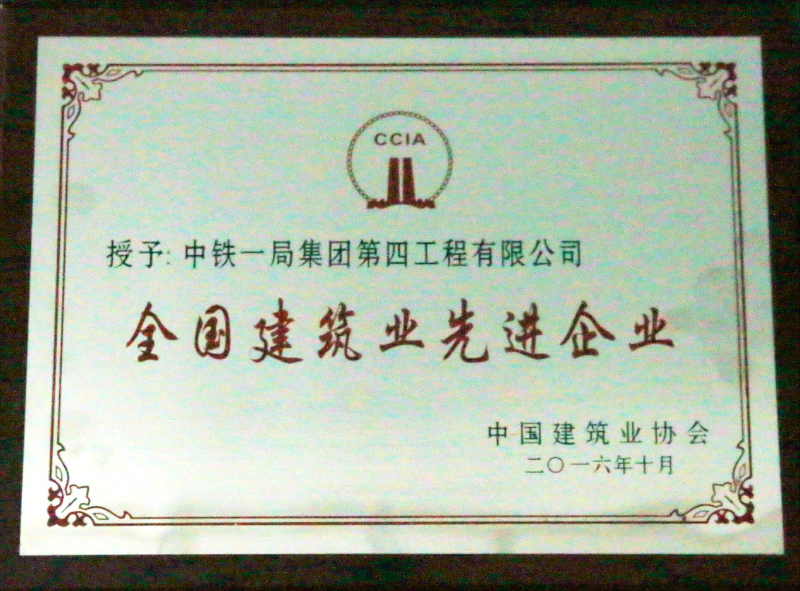 CCIA
授予:中铁一局集团第四工程有限公司
全国建筑业先进企业
中国建筑业协会
二〇一六年十月